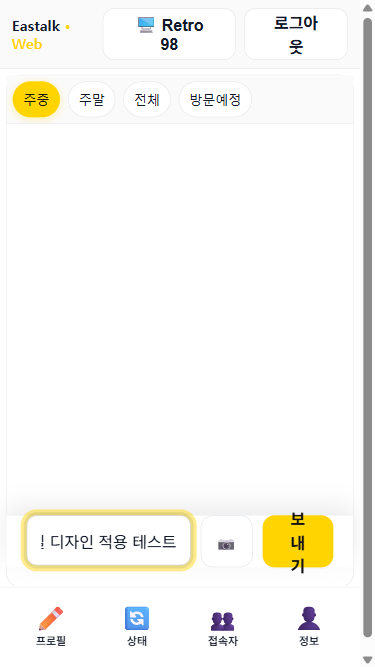 Eastalk •
Web
Retro
98
로그아
웃
주중 주말 전체 방문예정
디자인 적용 테스트
보
내
기
프로필 상태 접속자 정보